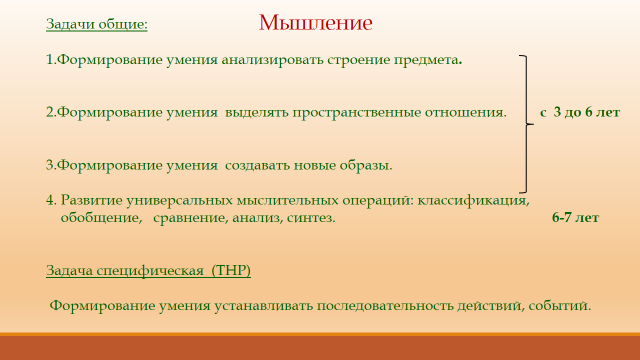 Мышление
Задачи общие:
1.Формирование умения анализировать строение предмета.
2.Формирование умения  выделять пространственные отношения.
с  3 до 6 лет
3.Формирование умения  создавать новые образы.
4. Развитие универсальных мыслительных операций: классификация,
обобщение,   сравнение, анализ, синтез.
6-7 лет
Задача специфическая  (ТНР)
Формирование умения устанавливать последовательность действий, событий.